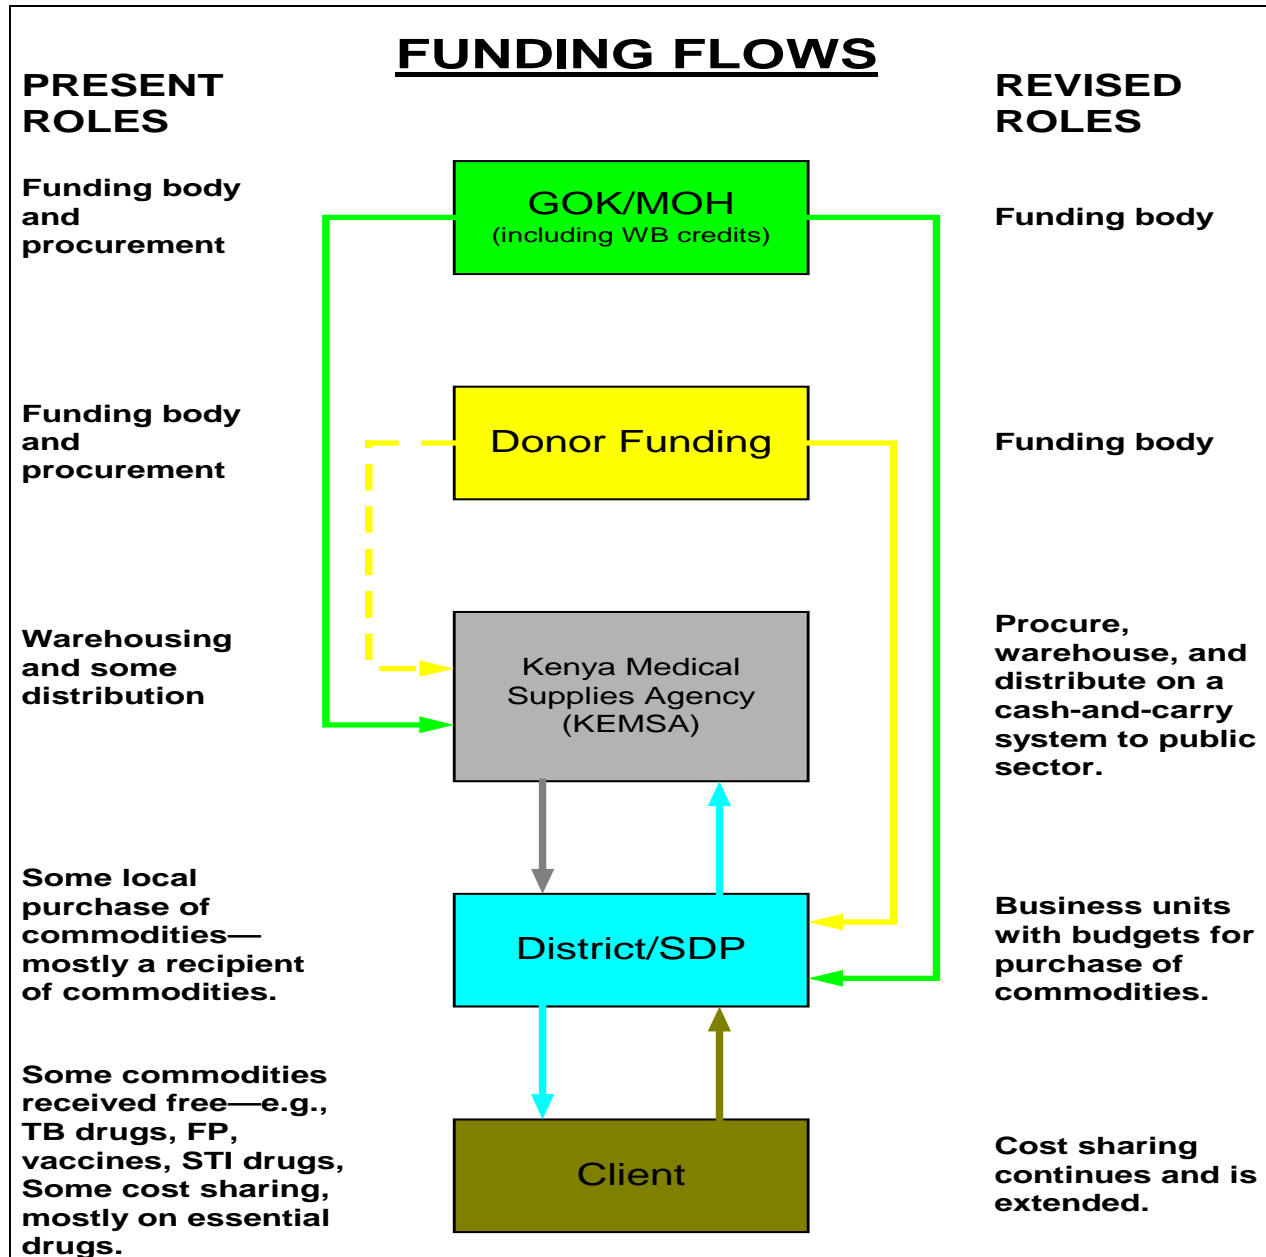 FUNDING FLOWS
PRESENT
ROLES
REVISED
ROLES
Funding body
and
procurement
GOK/MOH
(including WB credits)
Funding body
Funding body
and
procurement
Donor Funding
Funding body
Warehousing
and some
distribution
Kenya Medical
Supplies Agency
(KEMSA)
Procure,
warehouse, and
distribute on a
cash-and-carry
system to public
sector.
Some local
purchase of
commodities—
mostly a recipient
of commodities.
District/SDP
Business units
with budgets for
purchase of
commodities.
Some commodities
received free—e.g.,
TB drugs, FP,
vaccines, STI drugs,
Some cost sharing,
mostly on essential
drugs.
Client
Cost sharing
continues and is
extended.